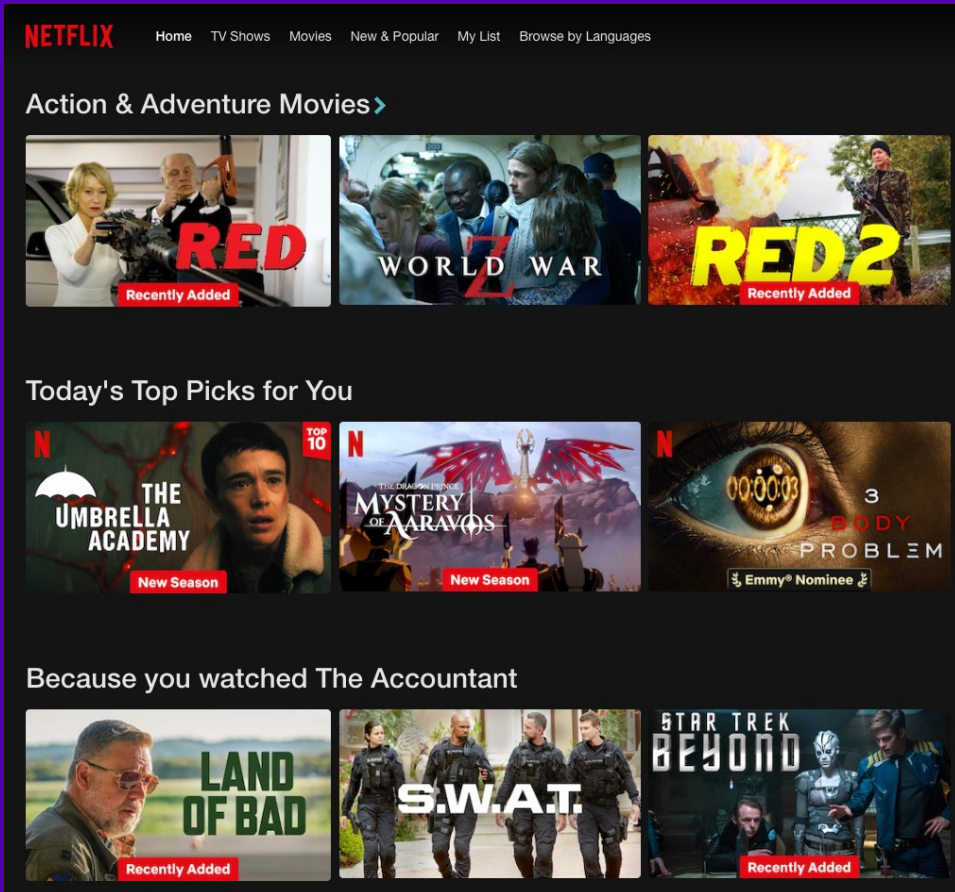 NETFLIX Home TV Shows Movies New & Popular My List Browse by Languages
Action & Adventure Movies
RED
Recently Added
WORLD WAR Z
RED 2
Recently Added
Today's Top Picks for You
N
TOP 10
THE
UMBRELLA
ACADEMY
New Season
N
THE DRAGON PRINCE
MYSTERY
OF AARAVOS
New Season
N
00:00:03
3
BODY
PROBLEM
Emmy® Nominee
Because you watched The Accountant
LAND
OF BAD
Recently Added
S.W.A.T.
STAR TREK
BEYOND
Recently Added